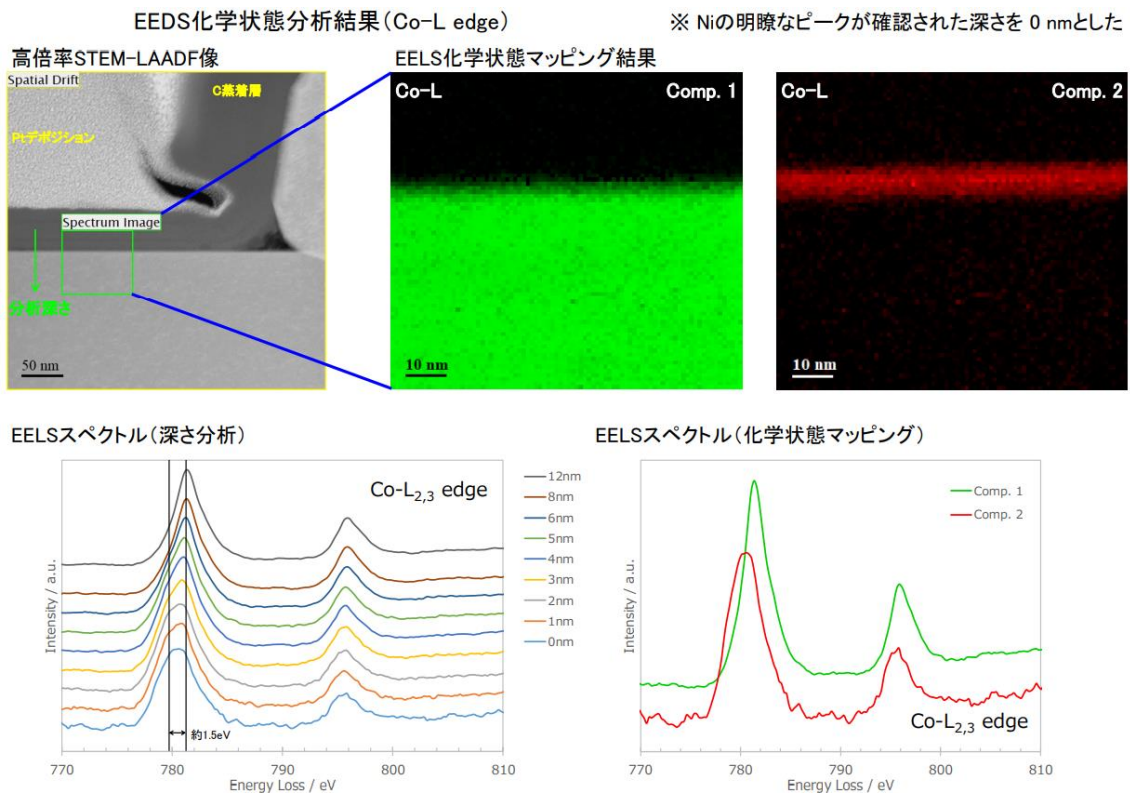 EEDS化学状態分析結果（Co-L edge）
※ Niの明瞭なピークが確認された深さを 0 nmとした
高倍率STEM-LAADF像
EELS化学状態マッピング結果
Spatial Drift
C蒸着層
Ptデポジション
Spectrum Image
分析深さ
50 nm
Co-L
Comp. 1
10 nm
Co-L
Comp. 2
10 nm
EELSスペクトル（深さ分析）
Co-L2,3 edge
Intensity / a.u.
12nm
8nm
6nm
5nm
4nm
3nm
2nm
1nm
0nm
約1.5eV
770 780 790 800 810
Energy Loss / eV
EELSスペクトル（化学状態マッピング）
Comp. 1
Comp. 2
Intensity / a.u.
Co-L2,3 edge
770 780 790 800 810
Energy Loss / eV